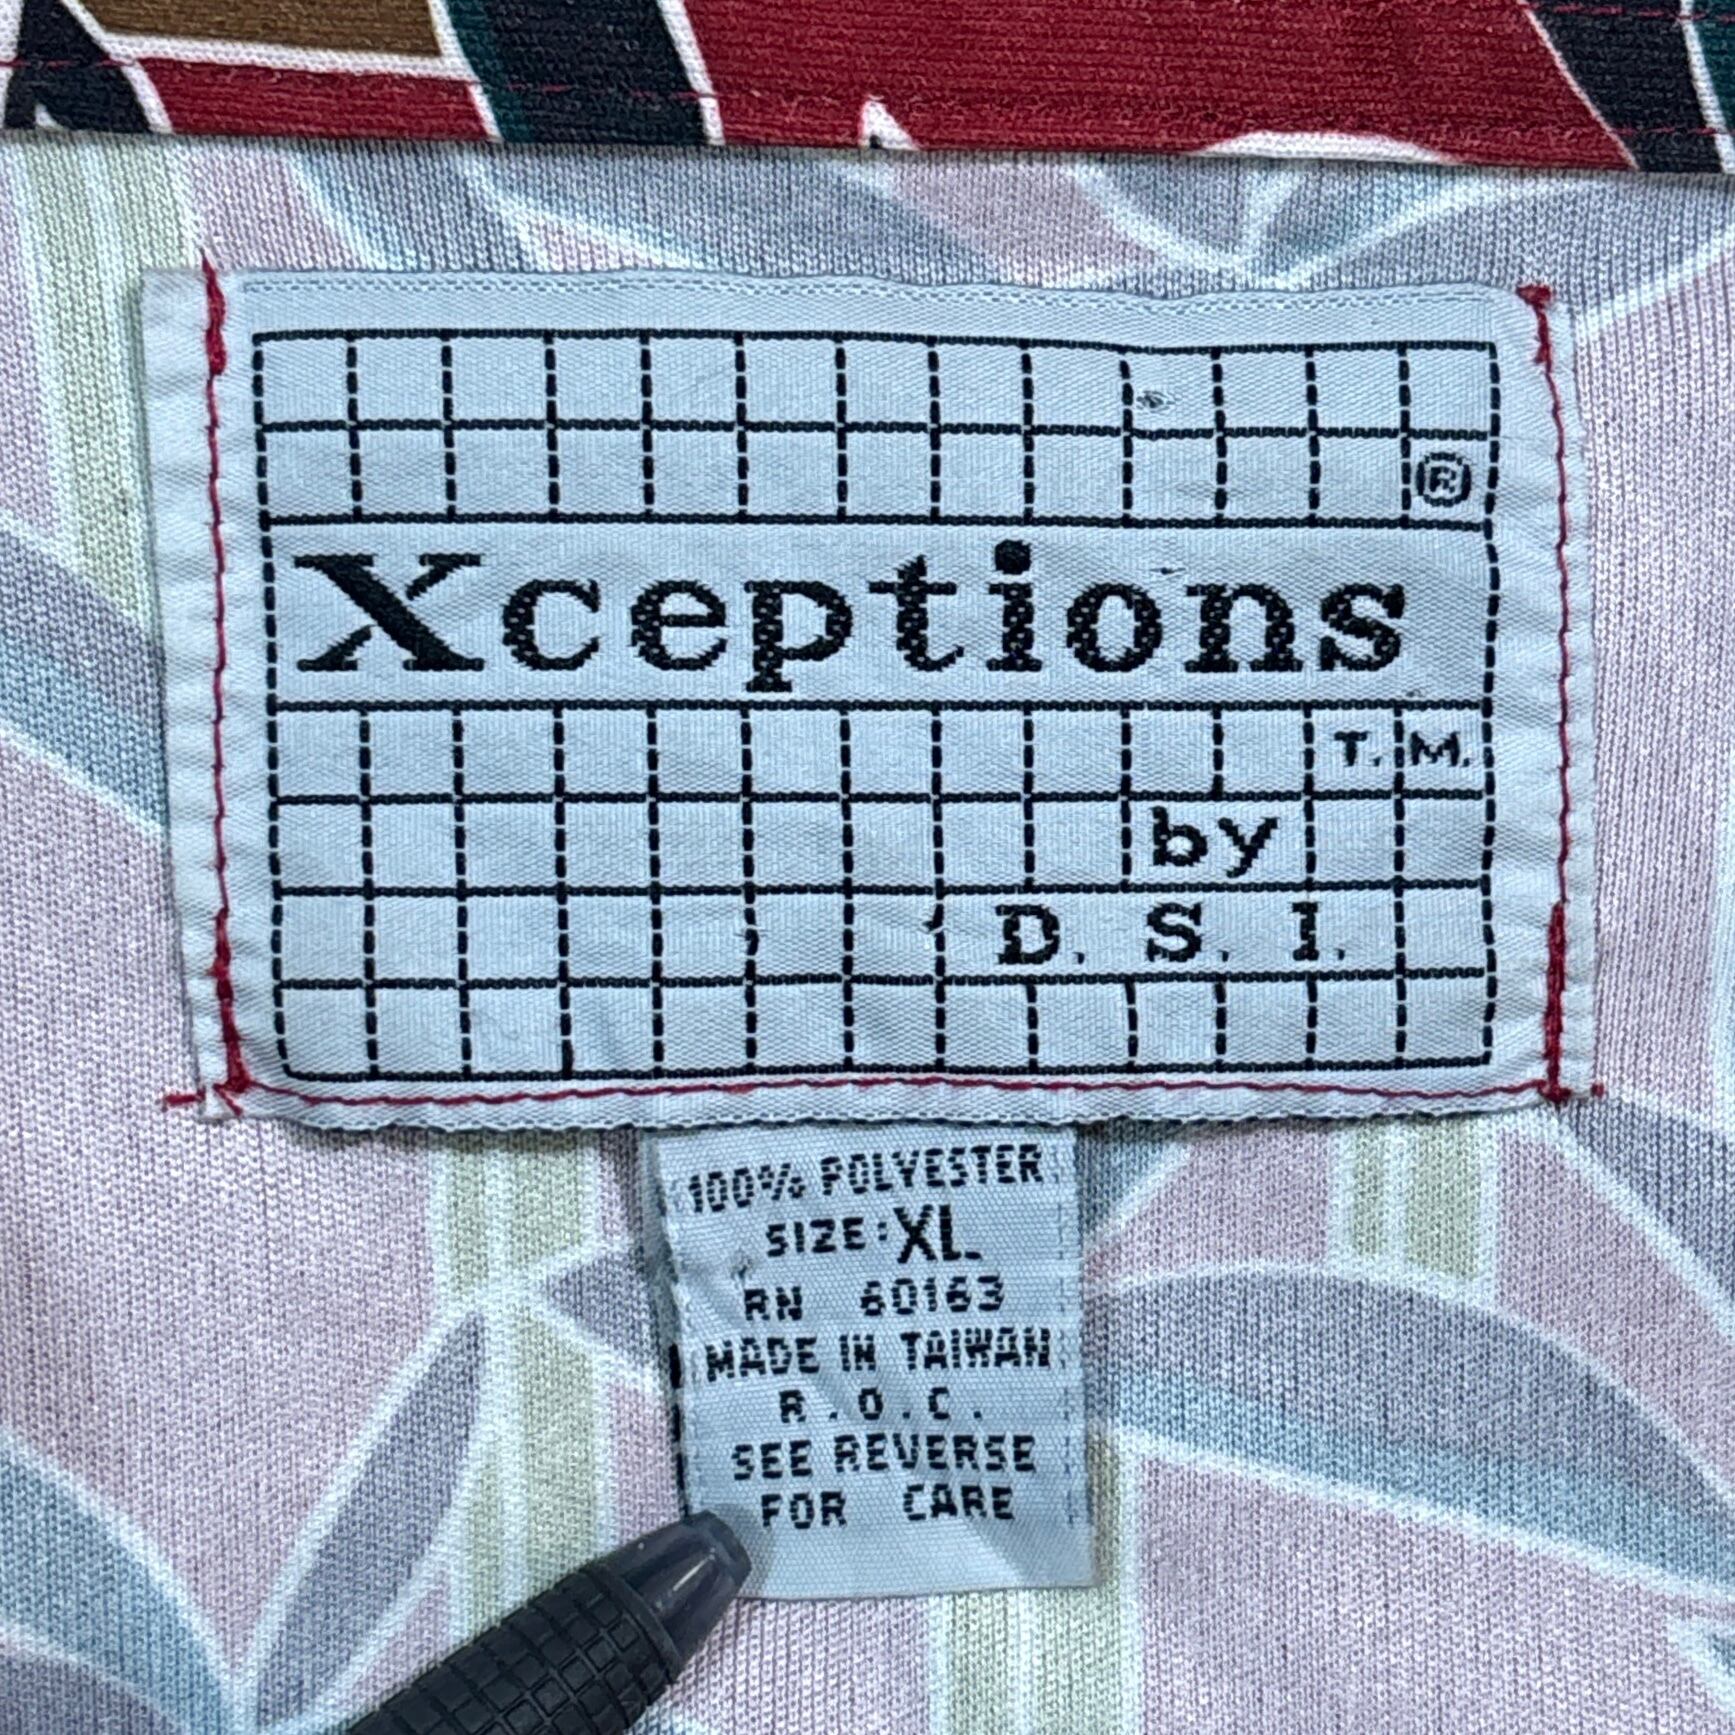 ®
Xceptions
T.M.
by
D. S. I.
100% POLYESTER
SIZE: XL
RN 60163
MADE IN TAIWAN
R.O.C.
SEE REVERSE
FOR CARE